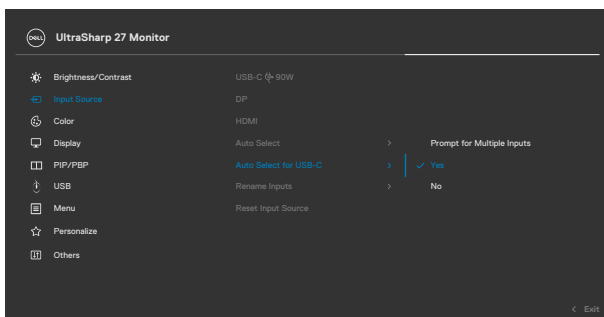 DELL
UltraSharp 27 Monitor
Brightness/Contrast
Input Source
Color
Display
PIP/PBP
USB
Menu
Personalize
Others
USB-C 90W
DP
HDMI
Auto Select >
Auto Select for USB-C >
Rename Inputs >
Reset Input Source
Prompt for Multiple Inputs
✓ Yes
No
< Exit